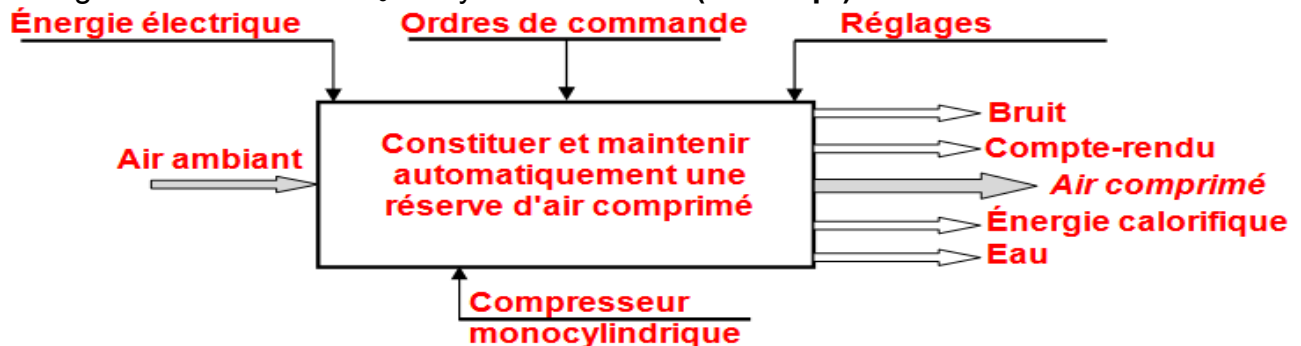 Énergie électrique
Ordres de commande
Réglages
Air ambiant
Constituer et maintenir
automatiquement une
réserve d'air comprimé
Bruit
Compte-rendu
Air comprimé
Énergie calorifique
Eau
Compresseur
monocylindrique